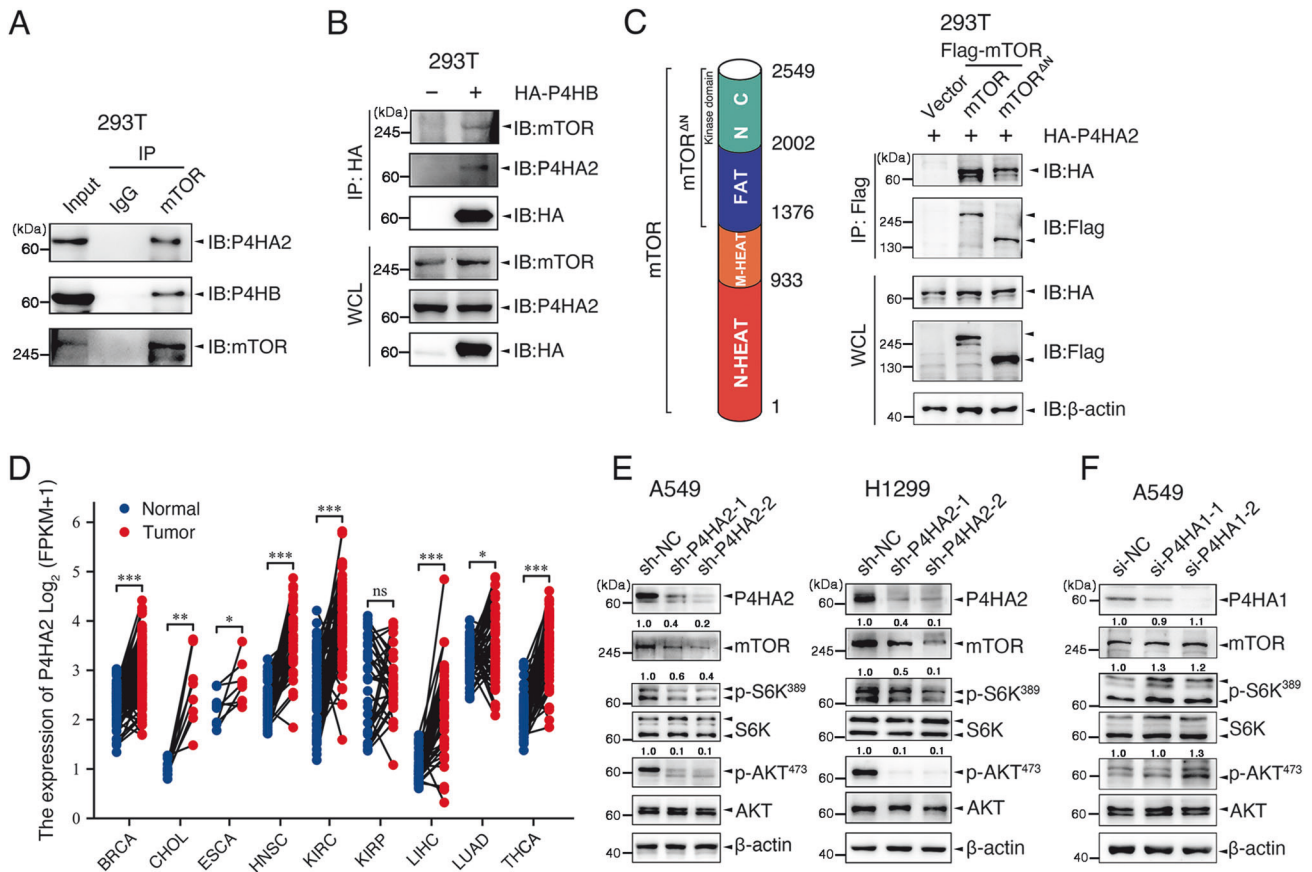 A
293T
IP
Input
IgG
mTOR
(kDa)
60
IB:P4HA2
60
IB:P4HB
245
IB:mTOR
B
293T
− + HA-P4HB
(kDa)
IP: HA
245 IB:mTOR
60 IB:P4HA2
60 IB:HA
WCL
245 IB:mTOR
60 IB:P4HA2
60 IB:HA
C
mTOR
mTOR^ΔN
Kinase domain
N C
FAT
M-HEAT
N-HEAT
2549
2002
1376
933
1
293T
Flag-mTOR
Vector
mTOR
mTOR^ΔN
+ + + HA-P4HA2
(kDa)
IP: Flag
60 IB:HA
245
130
IB:Flag
WCL
60 IB:HA
245
130
IB:Flag
40 IB:β-actin
D
The expression of P4HA2 Log₂ (FPKM+1)
Normal
Tumor
6
5
4
3
2
1
0
*** ** * *** *** ns *** * ***
BRCA
CHOL
ESCA
HNSC
KIRC
KIRP
LIHC
LUAD
THCA
E
A549
sh-NC
sh-P4HA2-1
sh-P4HA2-2
(kDa)
60 P4HA2
1.0 0.4 0.2
245 mTOR
1.0 0.6 0.4
60 p-S6K³⁸⁹
60 S6K
1.0 0.1 0.1
60 p-AKT⁴⁷³
60 AKT
40 β-actin
H1299
sh-NC
sh-P4HA2-1
sh-P4HA2-2
(kDa)
60 P4HA2
1.0 0.4 0.1
245 mTOR
1.0 0.5 0.1
60 p-S6K³⁸⁹
60 S6K
1.0 0.1 0.1
60 p-AKT⁴⁷³
60 AKT
40 β-actin
F
A549
si-NC
si-P4HA1-1
si-P4HA1-2
(kDa)
60 P4HA1
1.0 0.9 1.1
245 mTOR
1.0 1.3 1.2
60 p-S6K³⁸⁹
60 S6K
1.0 1.0 1.3
60 p-AKT⁴⁷³
60 AKT
40 β-actin